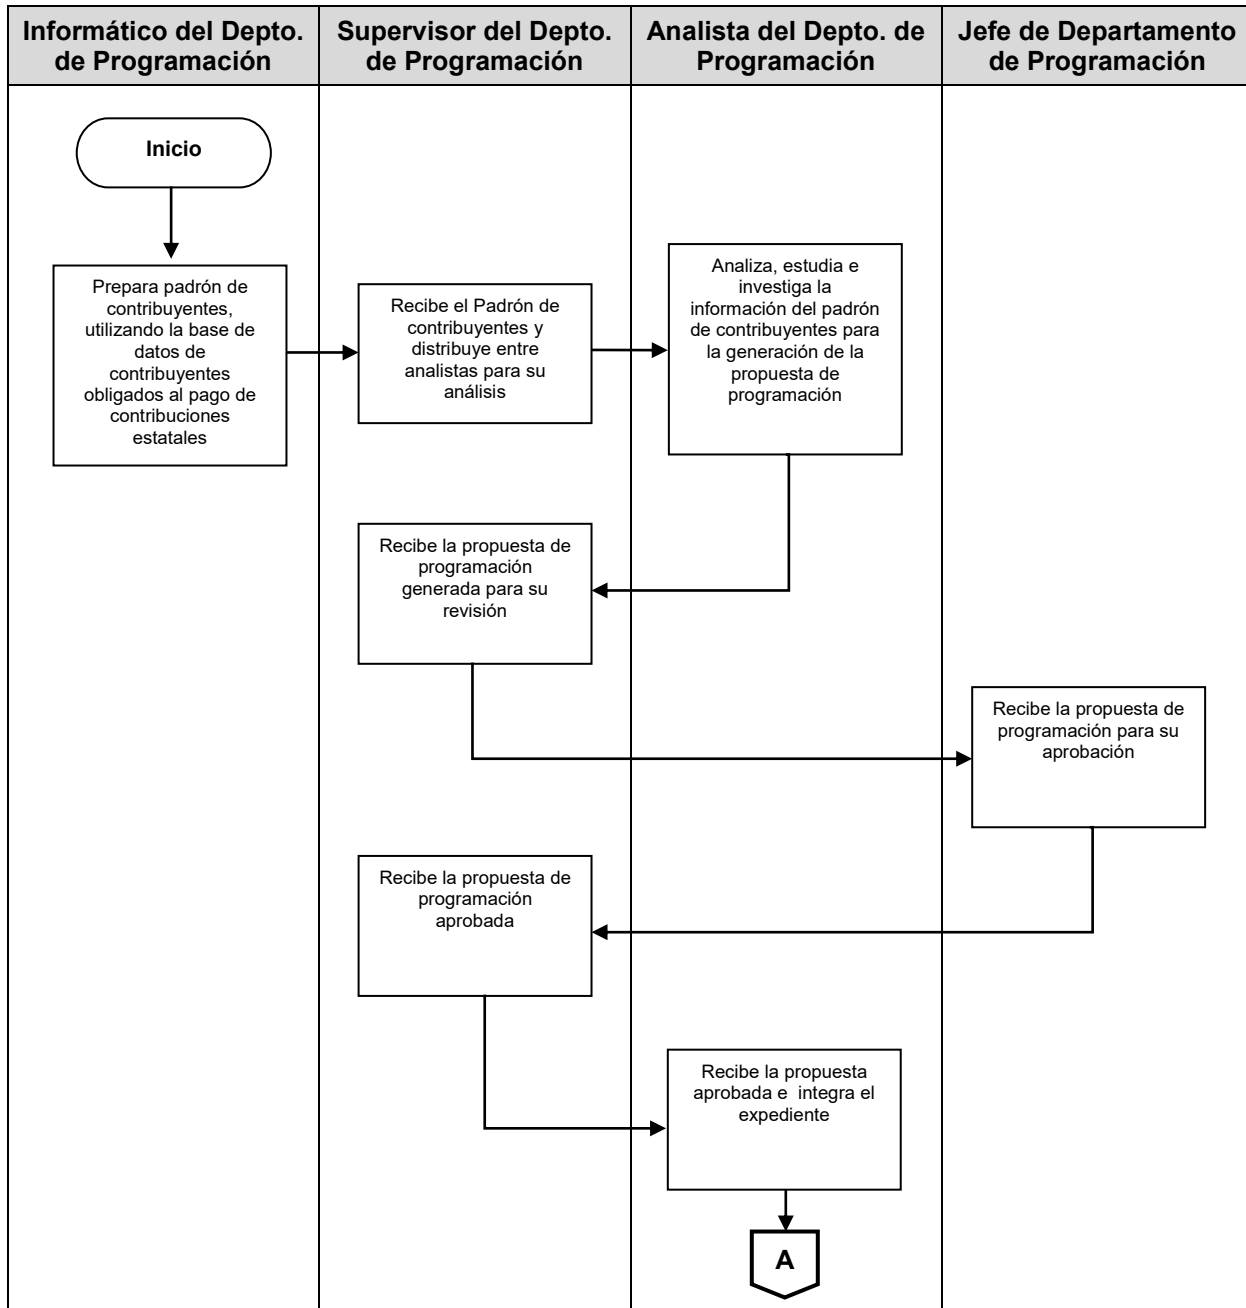 Informático del Depto.
de Programación
Supervisor del Depto.
de Programación
Analista del Depto. de
Programación
Jefe de Departamento
de Programación
Inicio
Prepara padrón de
contribuyentes,
utilizando la base de
datos de
contribuyentes
obligados al pago de
contribuciones
estatales
Recibe el Padrón de
contribuyentes y
distribuye entre
analistas para su
análisis
Analiza, estudia e
investiga la
información del padrón
de contribuyentes para
la generación de la
propuesta de
programación
Recibe la propuesta de
programación
generada para su
revisión
Recibe la propuesta de
programación para su
aprobación
Recibe la propuesta de
programación
aprobada
Recibe la propuesta
aprobada e  integra el
expediente
A